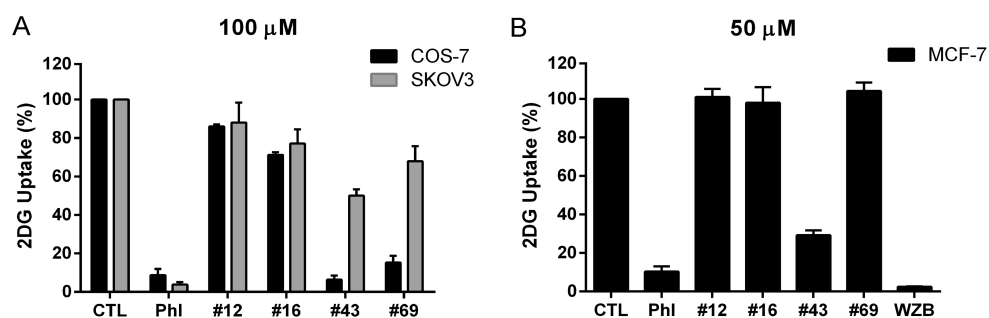 A
100 µM
COS-7
SKOV3
2DG Uptake (%)
120
100
80
60
40
20
0
CTL Phl #12 #16 #43 #69
B
50 µM
MCF-7
2DG Uptake (%)
120
100
80
60
40
20
0
CTL Phl #12 #16 #43 #69 WZB